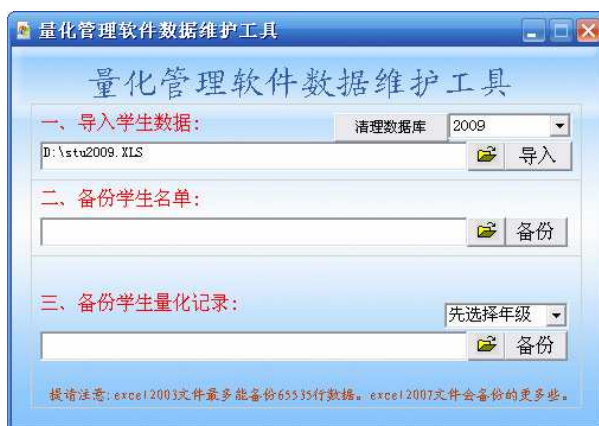 量化管理软件数据维护工具
量化管理软件数据维护工具
一、导入学生数据: 清理数据库 2009
D:\stu2009.XLS 导入
二、备份学生名单:
备份
三、备份学生量化记录: 先选择年级
备份
提请注意:excel2003文件最多能备份65535行数据。excel2007文件会备份的更多些。